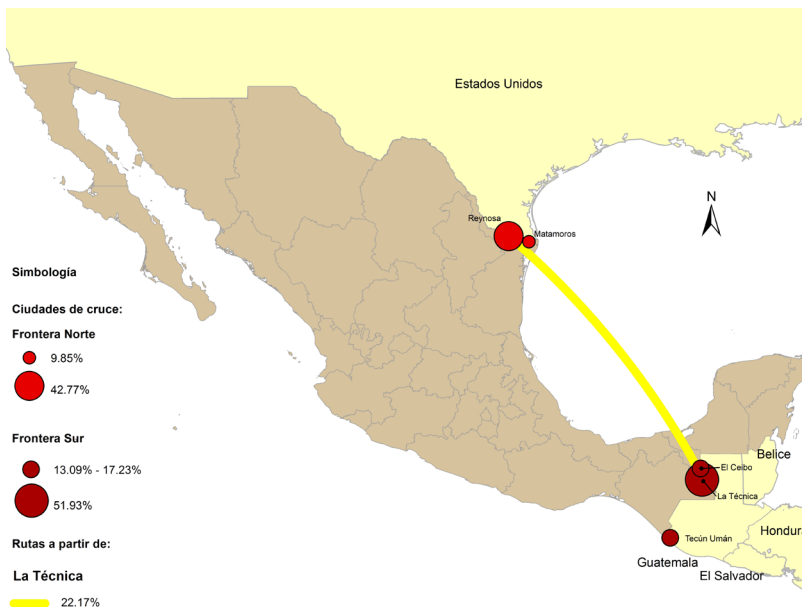 Estados Unidos
N
Reynosa
Matamoros
Simbología
Ciudades de cruce:
Frontera Norte
9.85%
42.77%
Frontera Sur
13.09% - 17.23%
51.93%
Rutas a partir de:
La Técnica
22.17%
Belice
El Ceibo
La Técnica
Tecún Umán
Hondura
Guatemala
El Salvador